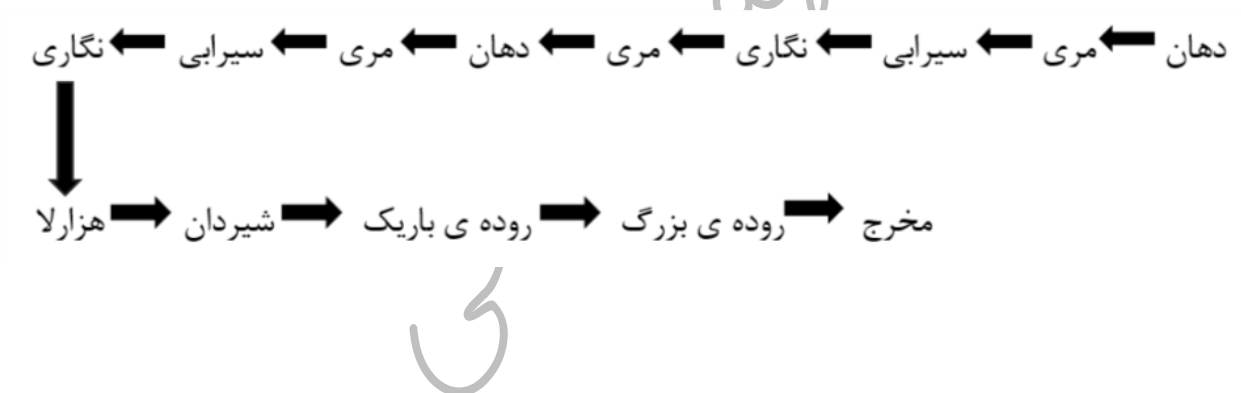 دهان مری سیرابی نگاری مری دهان مری سیرابی نگاری
هزارلا شیردان روده ی باریک روده ی بزرگ مخرج